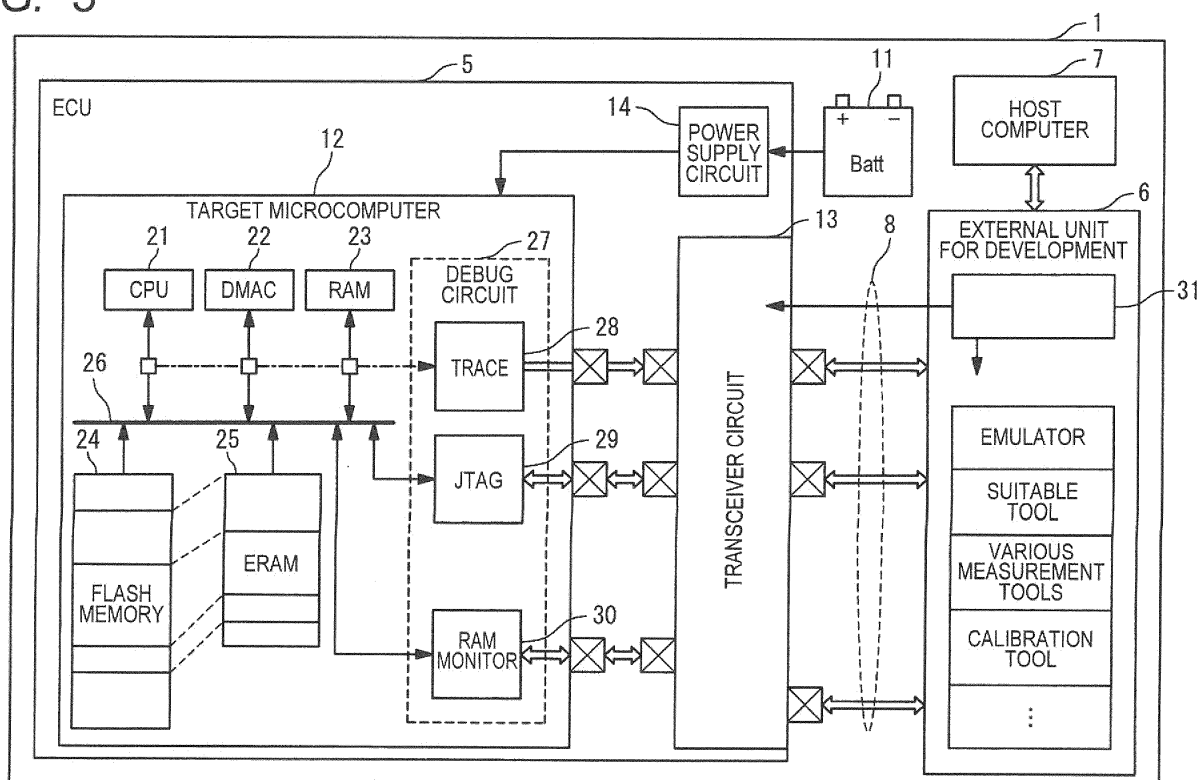 G. 3
1
5
ECU
14
POWER
SUPPLY
CIRCUIT
11
+ −
Batt
7
HOST
COMPUTER
12
TARGET MICROCOMPUTER
21
CPU
22
DMAC
23
RAM
27
DEBUG
CIRCUIT
28
TRACE
26
24
FLASH
MEMORY
25
ERAM
29
JTAG
30
RAM
MONITOR
13
TRANSCEIVER CIRCUIT
8
6
EXTERNAL UNIT
FOR DEVELOPMENT
31
EMULATOR
SUITABLE
TOOL
VARIOUS
MEASUREMENT
TOOLS
CALIBRATION
TOOL
⋮